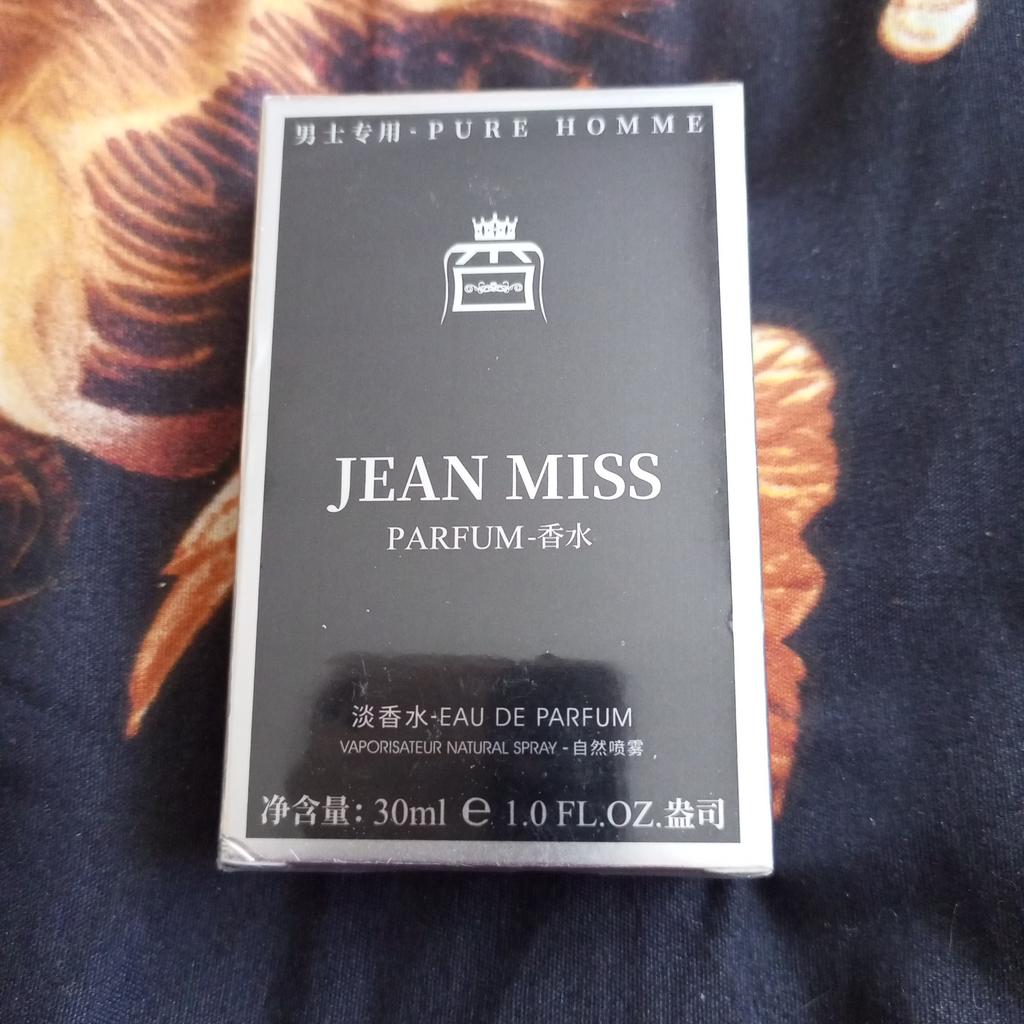 男士专用·PURE HOMME
JEAN MISS
PARFUM-香水
淡香水-EAU DE PARFUM
VAPORISATEUR NATURAL SPRAY - 自然喷雾
净含量：30ml ℮ 1.0 FL.OZ.盎司